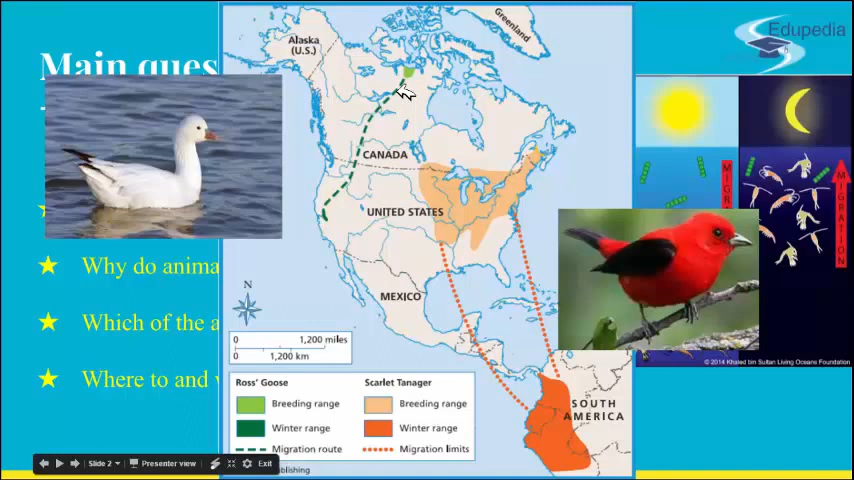 Main ques
Why do anima
Which of the a
Where to and
Alaska
(U.S.)
Greenland
CANADA
UNITED STATES
MEXICO
N
SOUTH
AMERICA
0 1,200 miles
0 1,200 km
Ross' Goose
Breeding range
Winter range
Migration route
Scarlet Tanager
Breeding range
Winter range
Migration limits
Edupedia
MIGR
MIGRATION
© 2014 Khaled bin Sultan Living Oceans Foundation
Slide 2
Presenter view
Exit